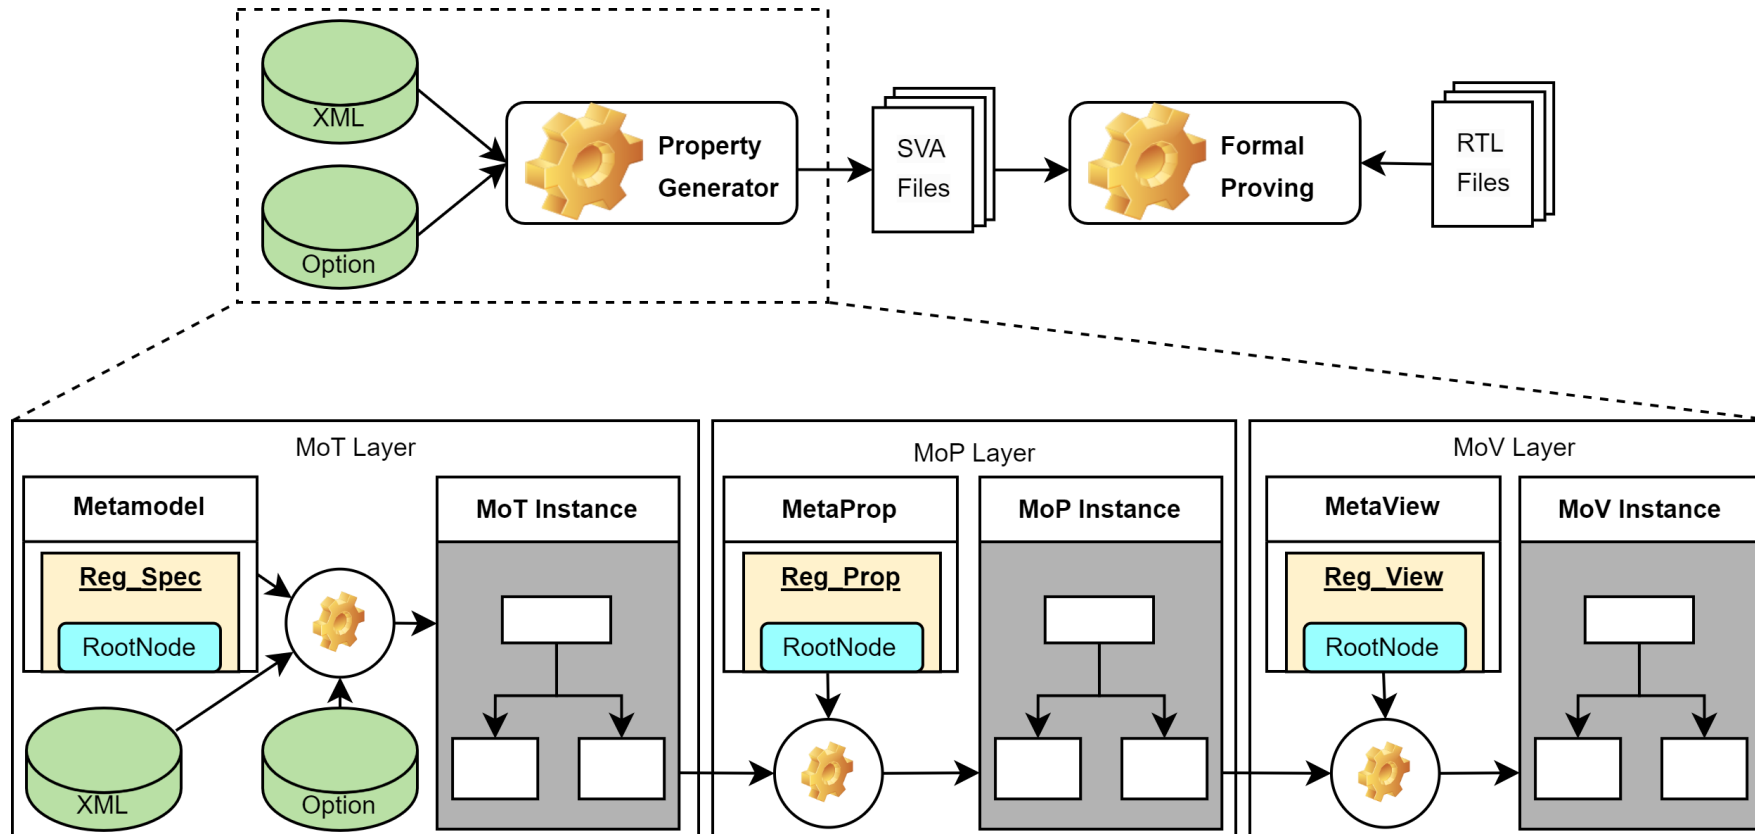 XML
Option
Property
Generator
SVA
Files
Formal
Proving
RTL
Files
MoT Layer
Metamodel
Reg_Spec
RootNode
XML
Option
MoT Instance
MoP Layer
MetaProp
Reg_Prop
RootNode
MoP Instance
MoV Layer
MetaView
Reg_View
RootNode
MoV Instance